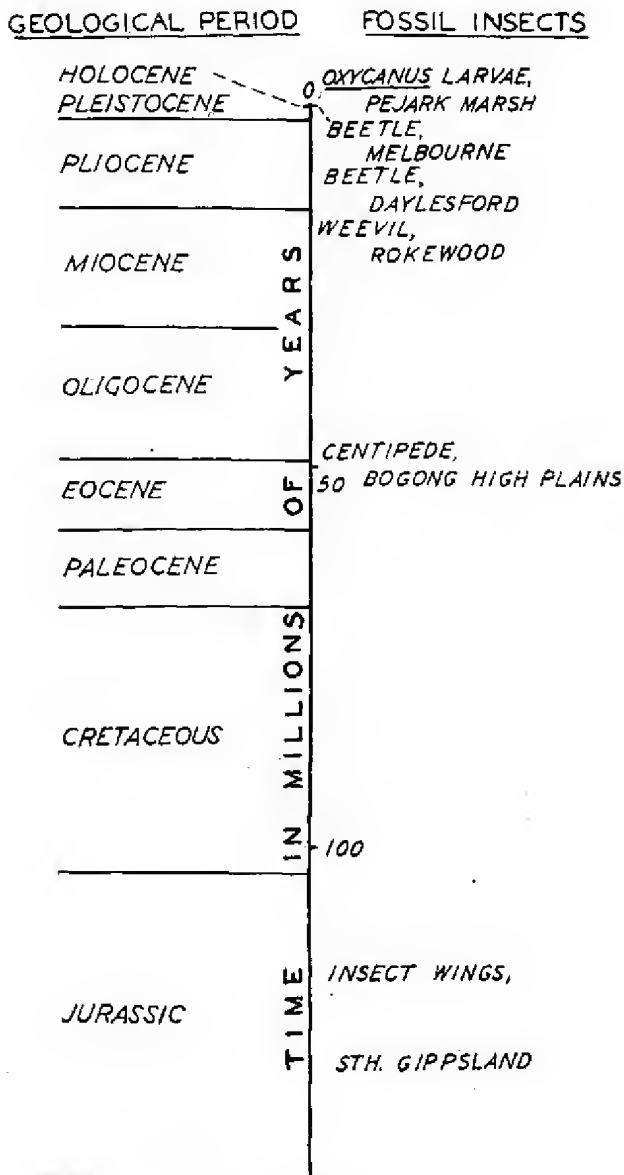 GEOLOGICAL PERIOD FOSSIL INSECTS
HOLOCENE 0 OXYCANUS LARVAE,
PLEISTOCENE PEJARK MARSH
BEETLE,
MELBOURNE
PLIOCENE BEETLE,
DAYLESFORD
WEEVIL,
MIOCENE ROKEWOOD
OLIGOCENE
CENTIPEDE,
EOCENE 50 BOGONG HIGH PLAINS
PALEOCENE
CRETACEOUS
100
INSECT WINGS,
JURASSIC
STH. GIPPSLAND
TIME IN MILLIONS OF YEARS